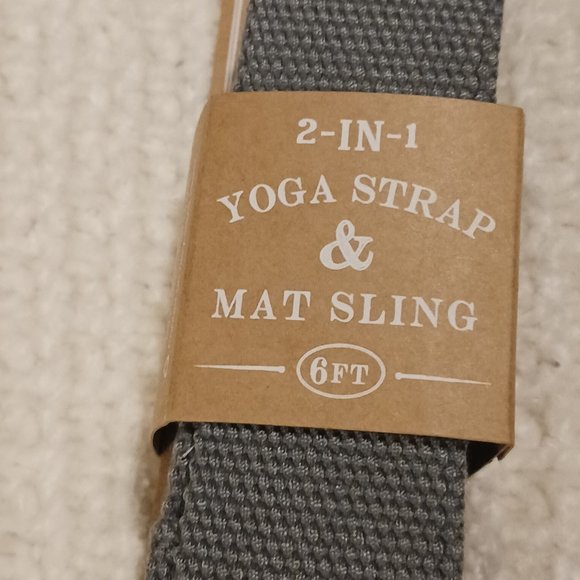 2-IN-1
YOGA STRAP
&
MAT SLING
6FT